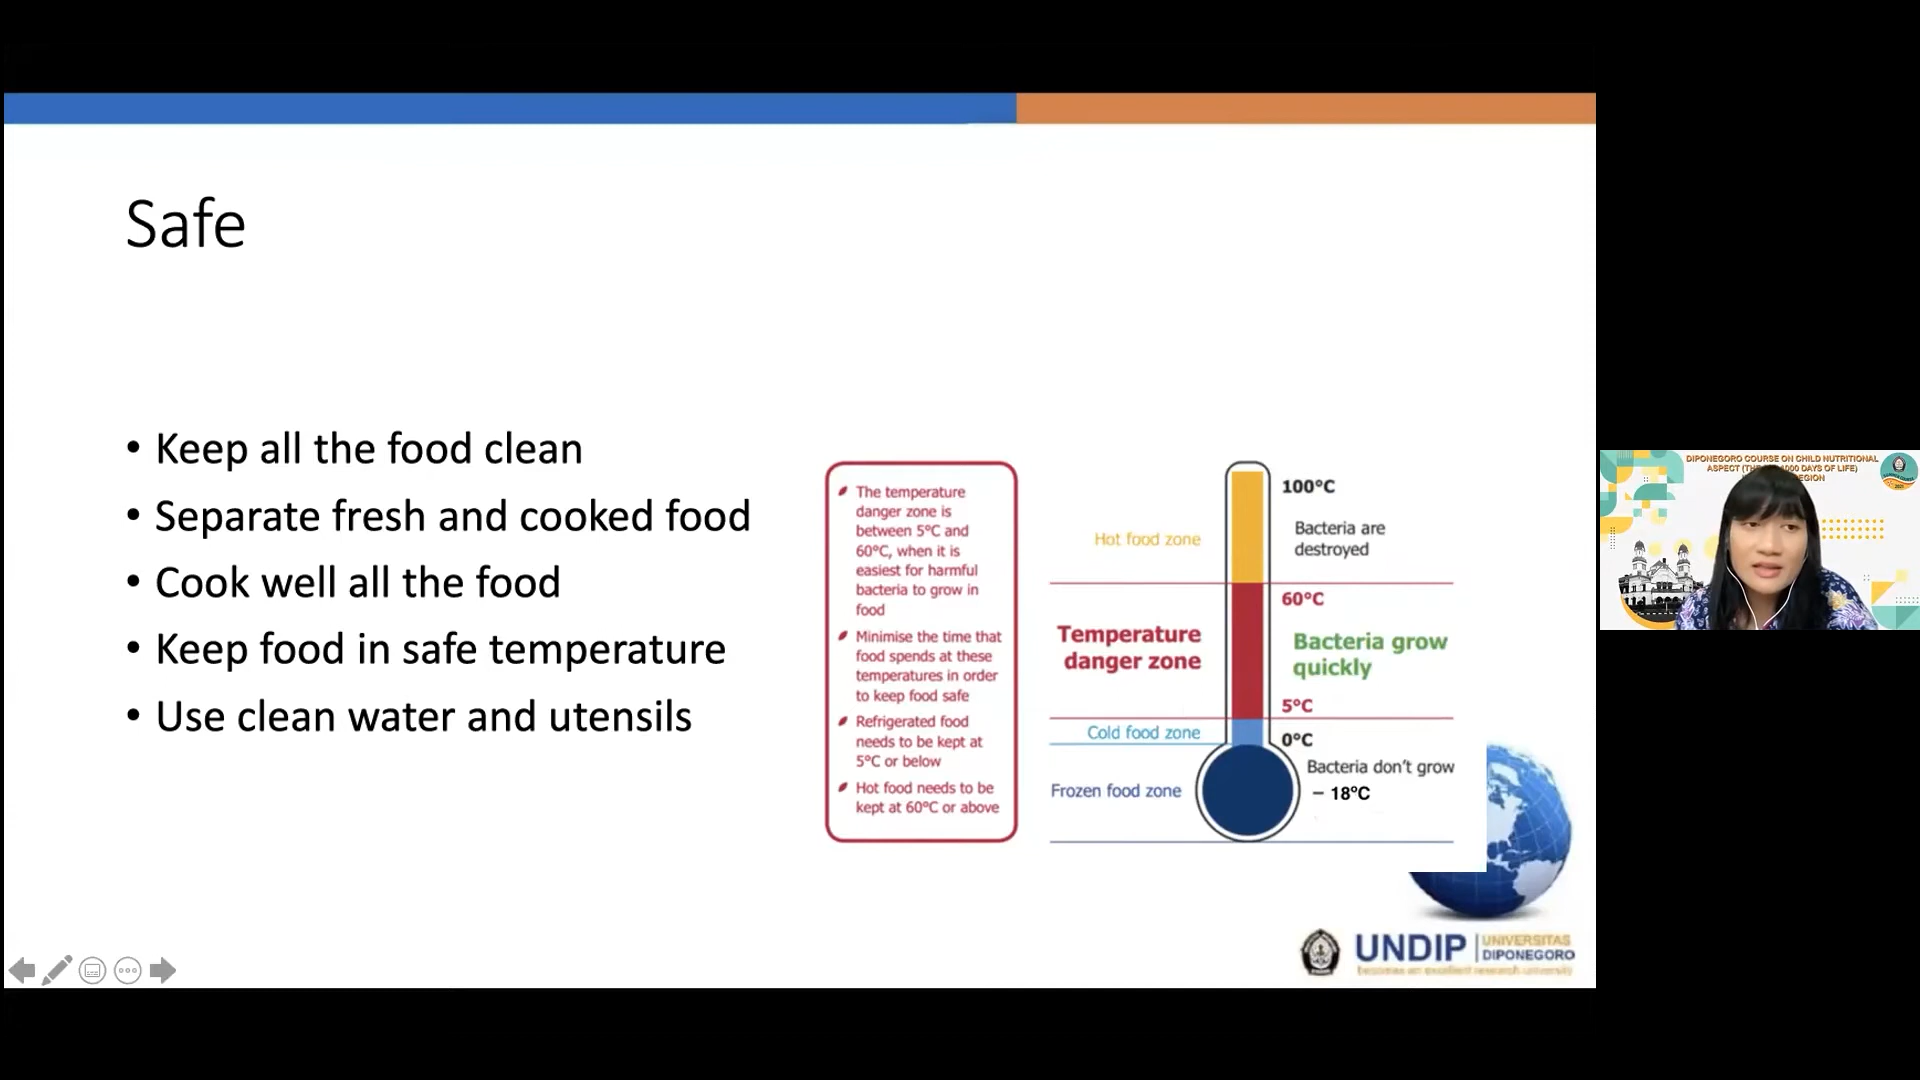 Safe
• Keep all the food clean
• Separate fresh and cooked food
• Cook well all the food
• Keep food in safe temperature
• Use clean water and utensils
The temperature
danger zone is
between 5°C and
60°C, when it is
easiest for harmful
bacteria to grow in
food
Minimise the time that
food spends at these
temperatures in order
to keep food safe
Refrigerated food
needs to be kept at
5°C or below
Hot food needs to be
kept at 60°C or above
100°C
Hot food zone
Bacteria are
destroyed
60°C
Temperature
danger zone
Bacteria grow
quickly
5°C
Cold food zone
0°C
Bacteria don't grow
Frozen food zone
– 18°C
UNDIP
UNIVERSITAS
DIPONEGORO
becomes an excellent research university
DIPONEGORO COURSE ON CHILD NUTRITIONAL
ASPECT (THE 1000 DAYS OF LIFE)
2021